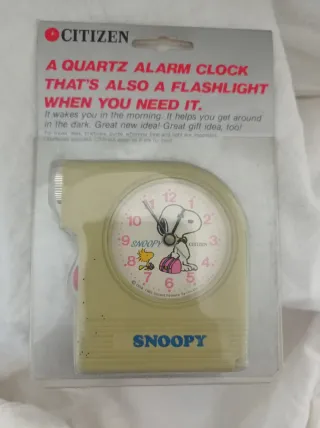 CITIZEN
A QUARTZ ALARM CLOCK
THAT'S ALSO A FLASHLIGHT
WHEN YOU NEED IT.
It wakes you in the morning. It helps you get around
in the dark. Great new idea! Great gift idea, too!
12
11 1
10 2
SNOOPY CITIZEN
9 3
8 4
7 5
6
SNOOPY